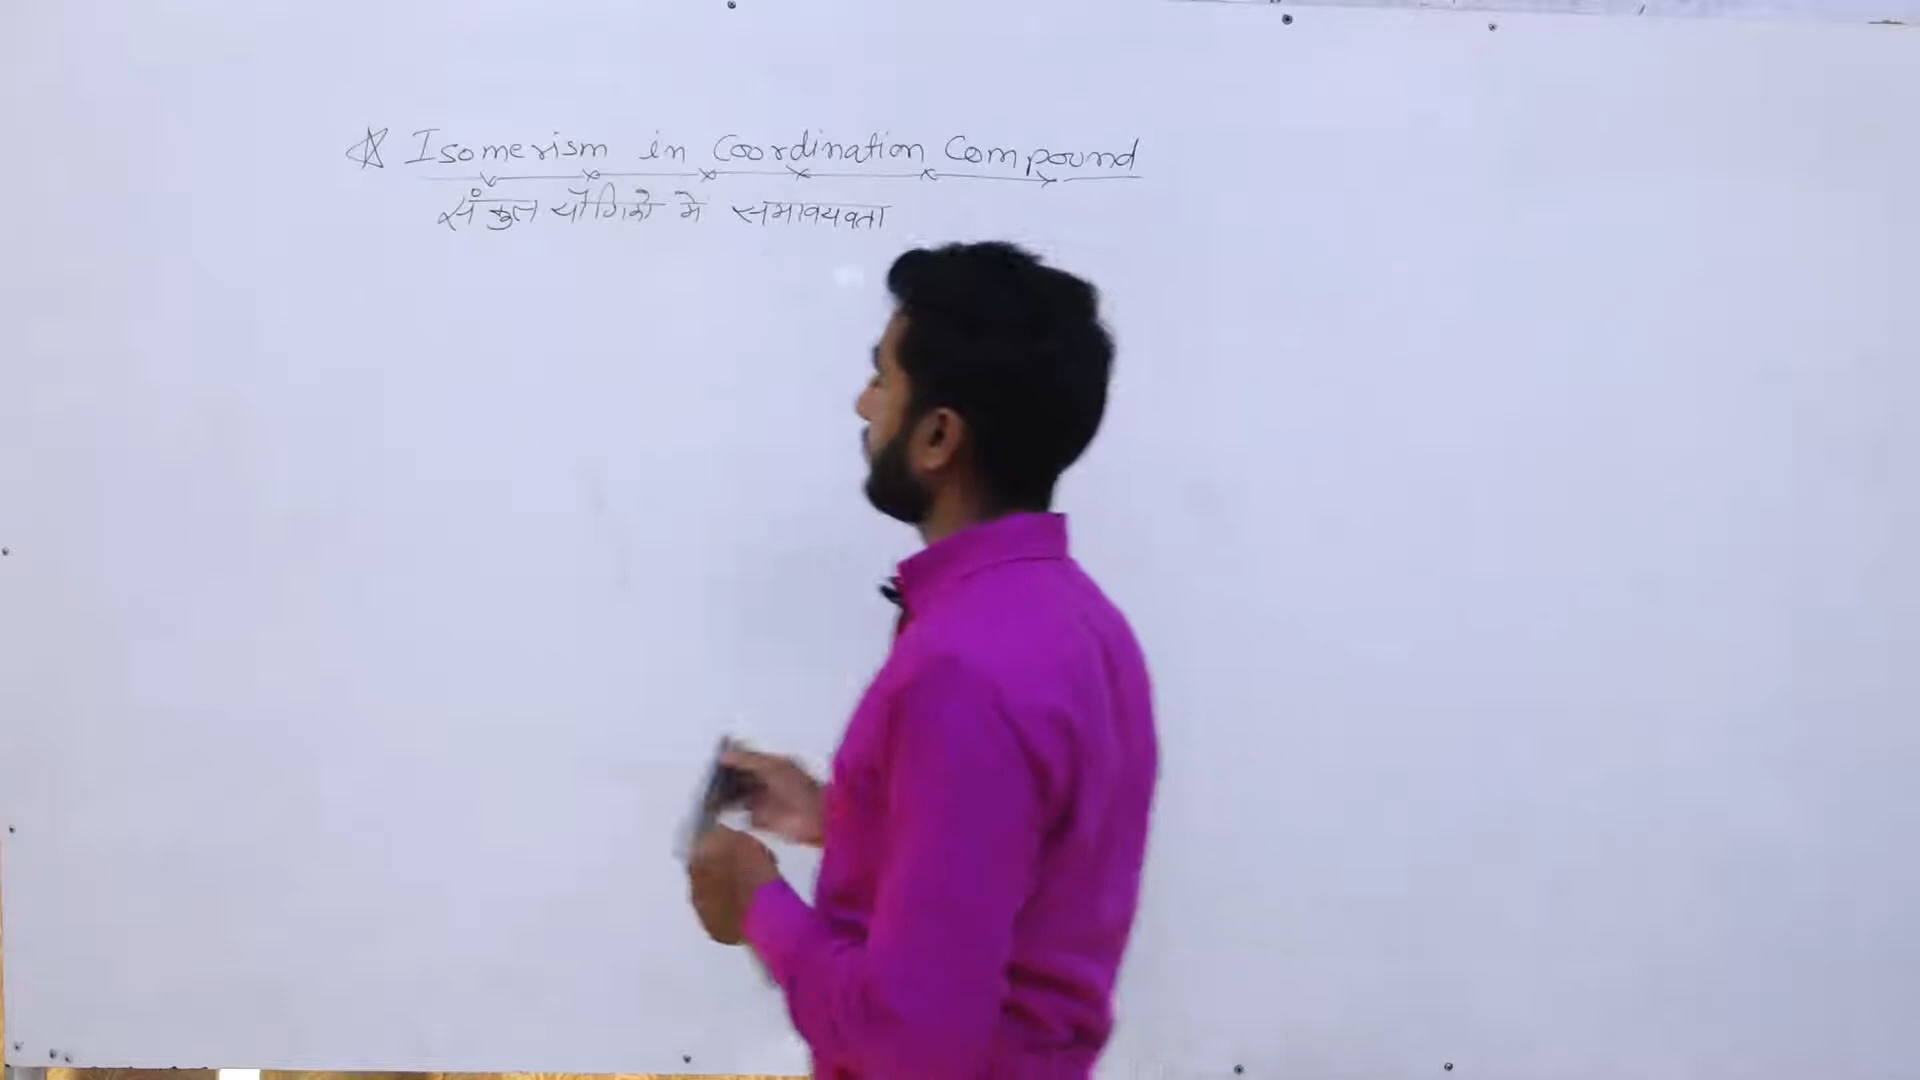 ☆ Isomerism in Coordination Compound
संकुल यौगिको मे समावयवता